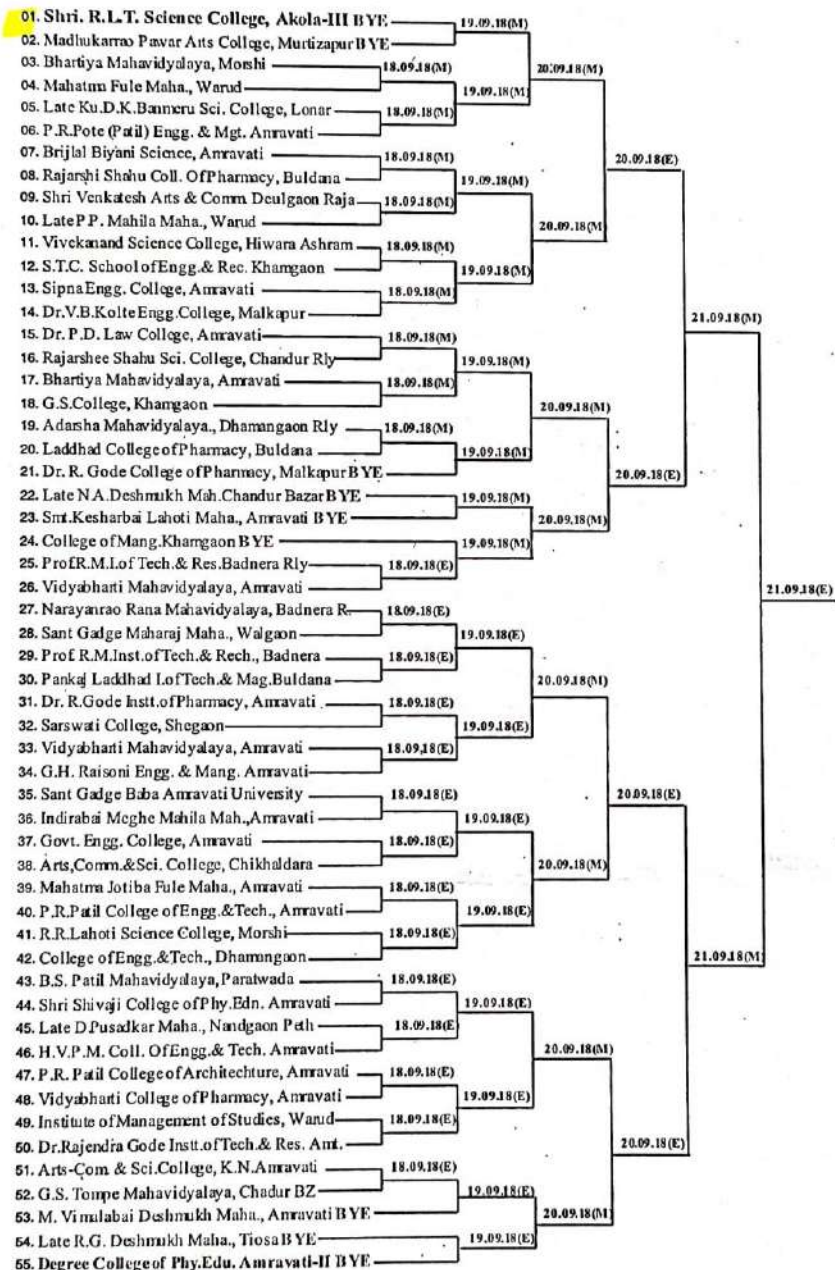 01. Shri. R.L.T. Science College, Akola-III BYE
02. Madhukarrao Pawar Arts College, Murtizapur BYE
03. Bhartiya Mahavidyalaya, Morshi
04. Mahatma Fule Maha., Warud
05. Late Ku.D.K.Banmeru Sci. College, Lonar
06. P.R.Pote (Patil) Engg. & Mgt. Amravati
07. Brijlal Biyani Science, Amravati
08. Rajarshi Shahu Coll. Of Pharmacy, Buldana
09. Shri Venkatesh Arts & Comm Deulgaon Raja
10. Late P.P. Mahila Maha., Warud
11. Vivekanand Science College, Hiwara Ashram
12. S.T.C. School of Engg.& Rec. Khamgaon
13. Sipna Engg. College, Amravati
14. Dr.V.B.Kolte Engg.College, Malkapur
15. Dr. P.D. Law College, Amravati
16. Rajarshee Shahu Sci. College, Chandur Rly
17. Bhartiya Mahavidyalaya, Amravati
18. G.S.College, Khamgaon
19. Adarsha Mahavidyalaya., Dhamangaon Rly
20. Laddhad College of Pharmacy, Buldana
21. Dr. R. Gode College of Pharmacy, Malkapur BYE
22. Late N.A.Deshmukh Mah.Chandur Bazar BYE
23. Smt.Kesharbai Lahoti Maha., Amravati BYE
24. College of Mang.Khamgaon BYE
25. Prof R.M.I.of Tech.& Res.Badnera Rly
26. Vidyabharti Mahavidyalaya, Amravati
27. Narayanrao Rana Mahavidyalaya, Badnera R.
28. Sant Gadge Maharaj Maha., Walgaon
29. Prof R.M.Inst.of Tech.& Rech., Badnera
30. Pankaj Laddhad I.of Tech.& Mag.Buldana
31. Dr. R.Gode Instt.of Pharmacy, Amravati .
32. Sarswati College, Shegaon
33. Vidyabharti Mahavidyalaya, Amravati
34. G.H. Raisoni Engg. & Mang. Amravati
35. Sant Gadge Baba Amravati University
36. Indirabai Meghe Mahila Mah.,Amravati
37. Govt. Engg. College, Amravati
38. Arts,Comm.&Sci. College, Chikhaldara
39. Mahatma Jotiba Fule Maha., Amravati
40. P.R.Patil College of Engg.&Tech., Amravati
41. R.R.Lahoti Science College, Morshi
42. College of Engg.&Tech., Dhamangaon
43. B.S. Patil Mahavidyalaya, Paratwada
44. Shri Shivaji College of Phy.Edn. Amravati
45. Late D.Pusadkar Maha., Nandgaon Peth
46. H.V.P.M. Coll. Of Engg.& Tech. Amravati
47. P.R. Patil College of Architechture, Amravati
48. Vidyabharti College of Pharmacy, Amravati
49. Institute of Management of Studies, Warud
50. Dr.Rajendra Gode Instt.of Tech.& Res. Amt.
51. Arts-Com & Sci.College, K.N.Amravati
52. G.S. Tompe Mahavidyalaya, Chadur BZ
53. M. Vimalabai Deshmukh Maha., Amravati BYE
54. Late R.G. Deshmukh Maha., Tiosa BYE
55. Degree College of Phy.Edu. Amravati-II BYE
18.09.18(M)
18.09.18(M)
18.09.18(M)
18.09.18(M)
18.09.18(M)
18.09.18(M)
18.09.18(M)
18.09.18(M)
18.09.18(M)
18.09.18(E)
18.09.18(E)
18.09.18(E)
18.09.18(E)
18.09,18(E)
18.09.18(E)
18.09.18(E)
18.09.18(E)
18.09.18(E)
18.09.18(E)
18.09.18(E
18.09.18(E)
18.09.18(E)
18.09.18(E)
19.09.18(M)
19.09.18(M)
19.09.18(M)
19.09.18(M)
19.09.18(M)
19.09.18(M)
19.09.18(M)
19.09.18(M)
19.09.18(E)
19.09.18(E)
19.09.18(E)
19.09.18(E)
19.09.18(E)
19.09.18(E)
19.09.18(E)
19.09.18(E)
20.09.18(M)
20.09.18(M)
20.09.18(M)
20.09.18(M)
20.09.18(M)
20.09.18(M)
20.09.18(M)
20.09.18(M)
20.09.18(E)
20.09.18(E)
20.09.18(E)
20.09.18(E)
21.09.18(M)
21.09.18(M)
21.09.18(E)